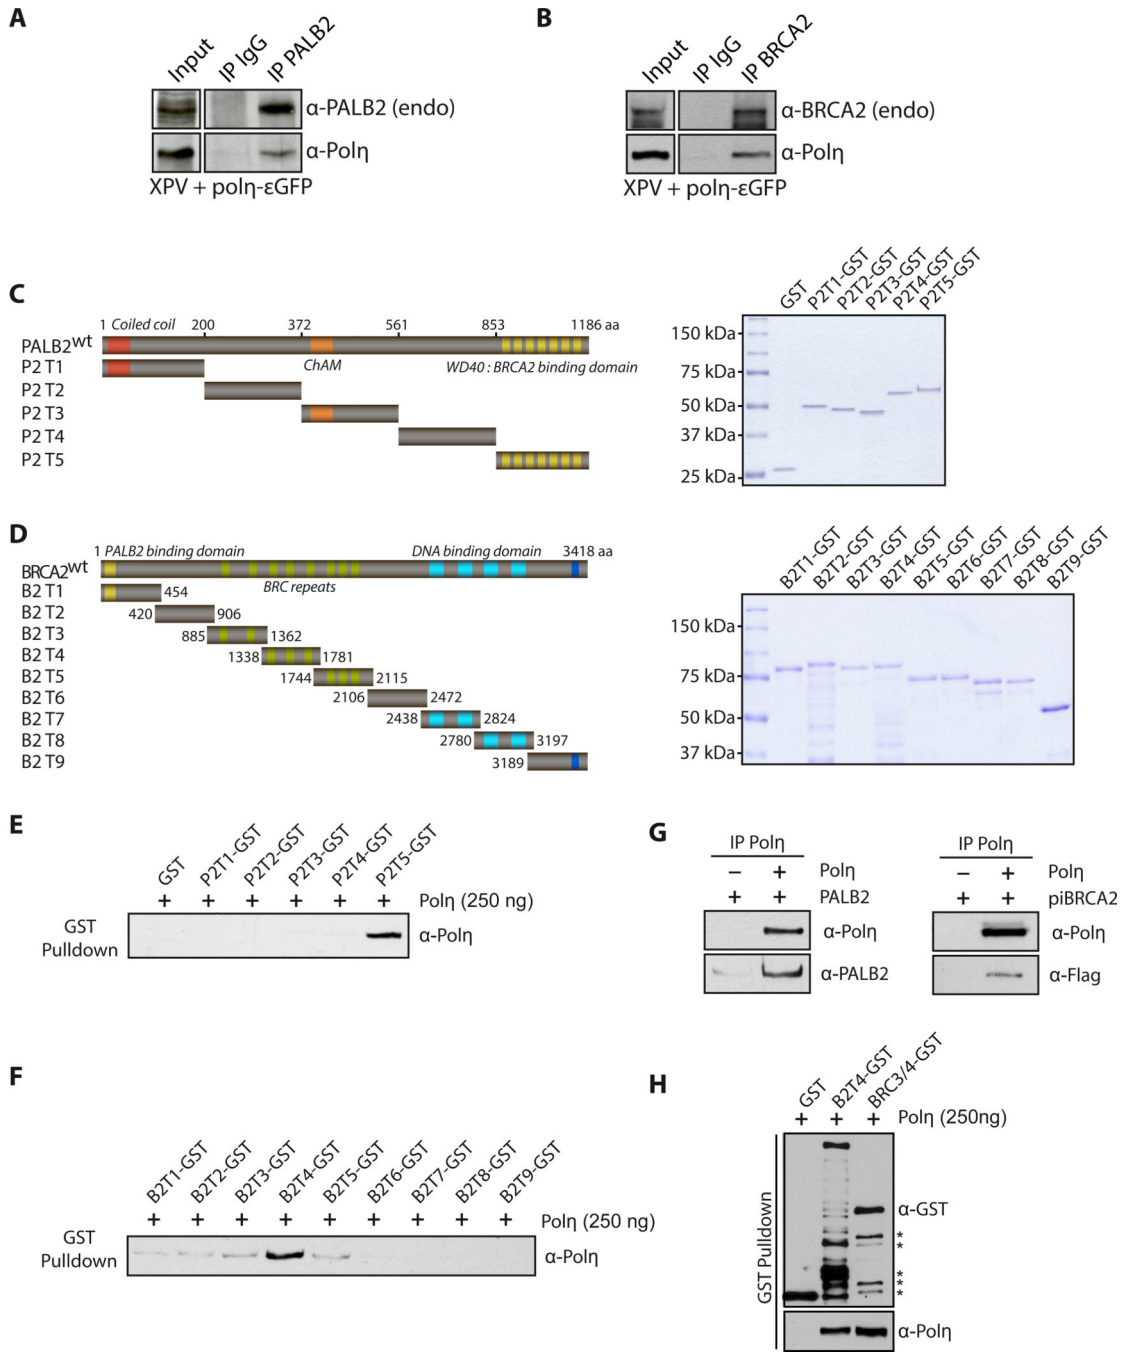 A
Input
IP IgG
IP PALB2
α-PALB2 (endo)
α-Polη
XPV + polη-εGFP
B
Input
IP IgG
IP BRCA2
α-BRCA2 (endo)
α-Polη
XPV + polη-εGFP
C
1 Coiled coil 200 372 561 853 1186 aa
PALB2wt
ChAM
WD40 : BRCA2 binding domain
P2 T1
P2 T2
P2 T3
P2 T4
P2 T5
GST
P2T1-GST
P2T2-GST
P2T3-GST
P2T4-GST
P2T5-GST
150 kDa
75 kDa
50 kDa
37 kDa
25 kDa
D
1 PALB2 binding domain DNA binding domain 3418 aa
BRCA2wt
BRC repeats
B2 T1 454
B2 T2 420 906
B2 T3 885 1362
B2 T4 1338 1781
B2 T5 1744 2115
B2 T6 2106 2472
B2 T7 2438 2824
B2 T8 2780 3197
B2 T9 3189
B2T1-GST
B2T2-GST
B2T3-GST
B2T4-GST
B2T5-GST
B2T6-GST
B2T7-GST
B2T8-GST
B2T9-GST
150 kDa
75 kDa
50 kDa
37 kDa
E
GST
P2T1-GST
P2T2-GST
P2T3-GST
P2T4-GST
P2T5-GST
+ + + + + + Polη (250 ng)
GST
Pulldown
α-Polη
G
IP Polη
– + Polη
+ + PALB2
α-Polη
α-PALB2
IP Polη
– + Polη
+ + piBRCA2
α-Polη
α-Flag
F
B2T1-GST
B2T2-GST
B2T3-GST
B2T4-GST
B2T5-GST
B2T6-GST
B2T7-GST
B2T8-GST
B2T9-GST
+ + + + + + + + + Polη (250 ng)
GST
Pulldown
α-Polη
H
GST
B2T4-GST
BRC3/4-GST
+ + + Polη (250ng)
GST Pulldown
α-GST
*
*
*
*
*
α-Polη